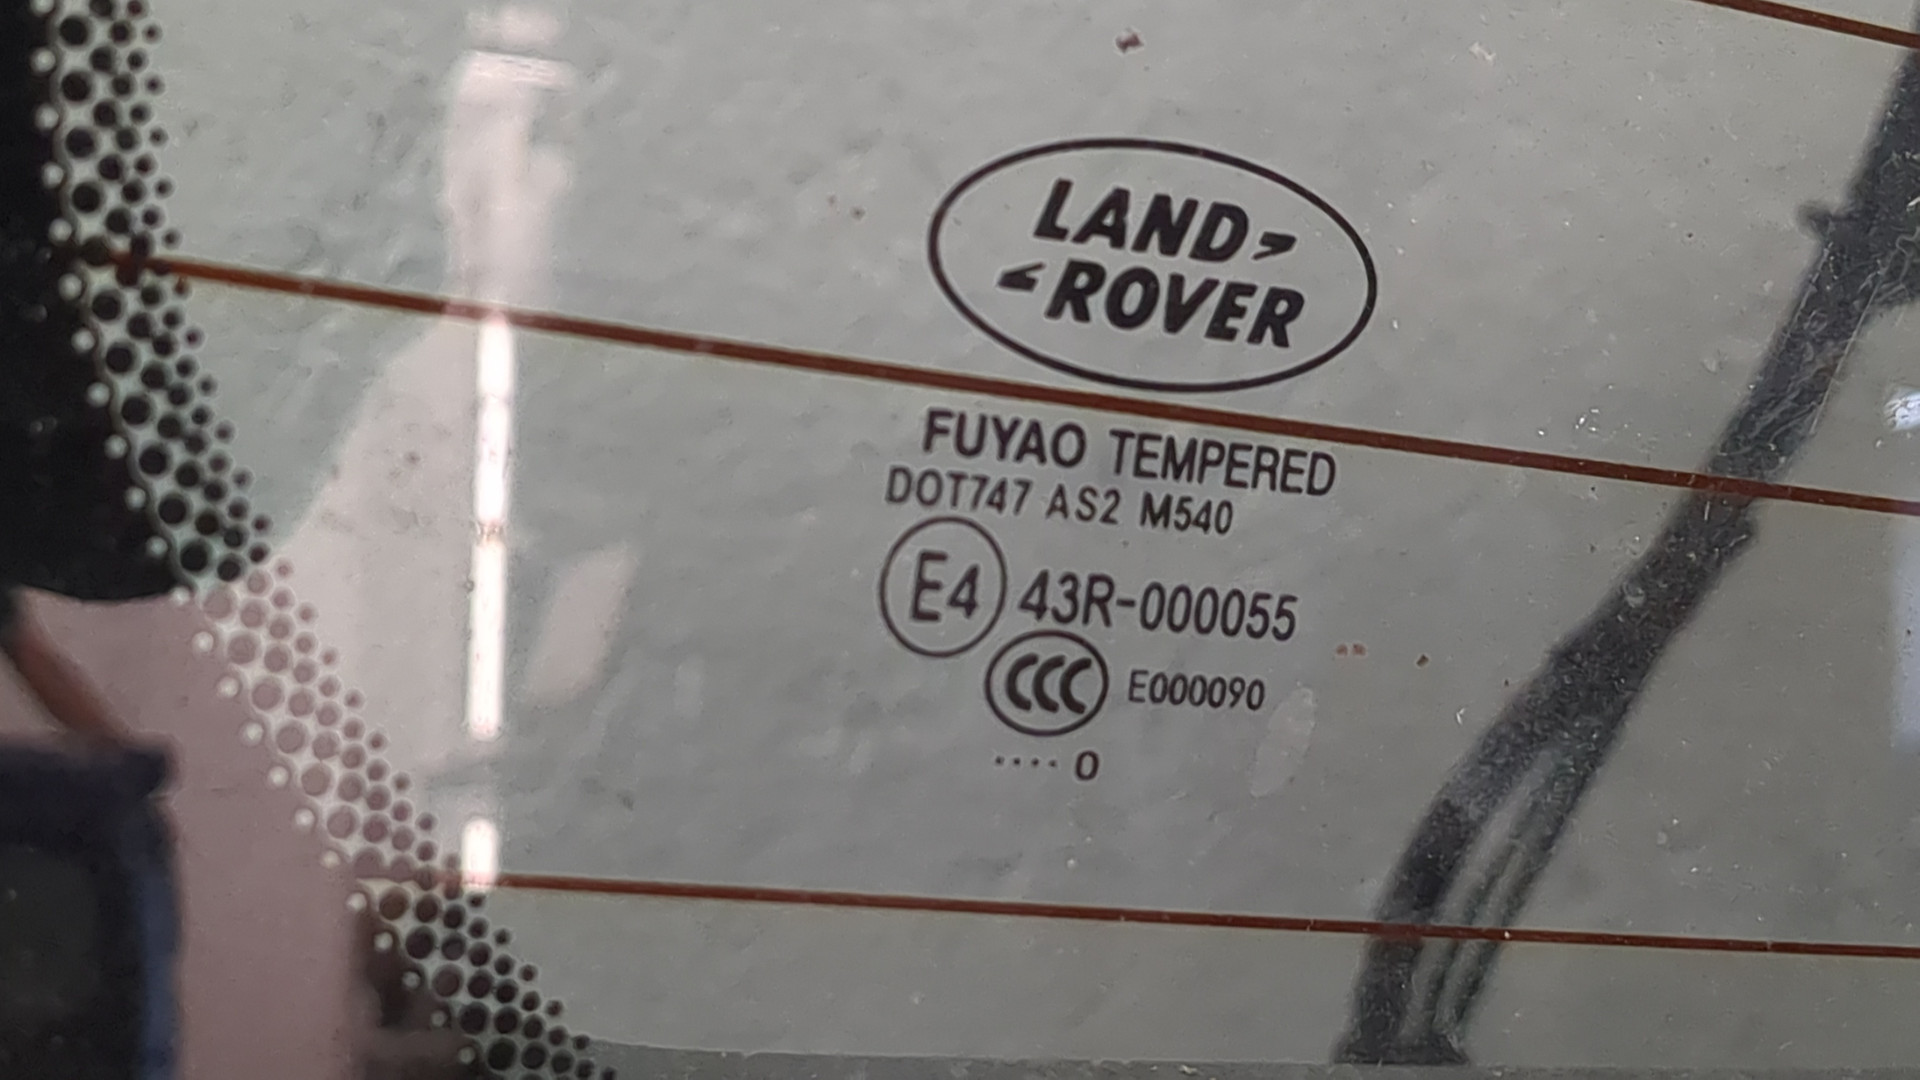 LAND
ROVER
FUYAO TEMPERED
DOT747 AS2 M540
E4 43R-000055
CCC E000090
.... 0